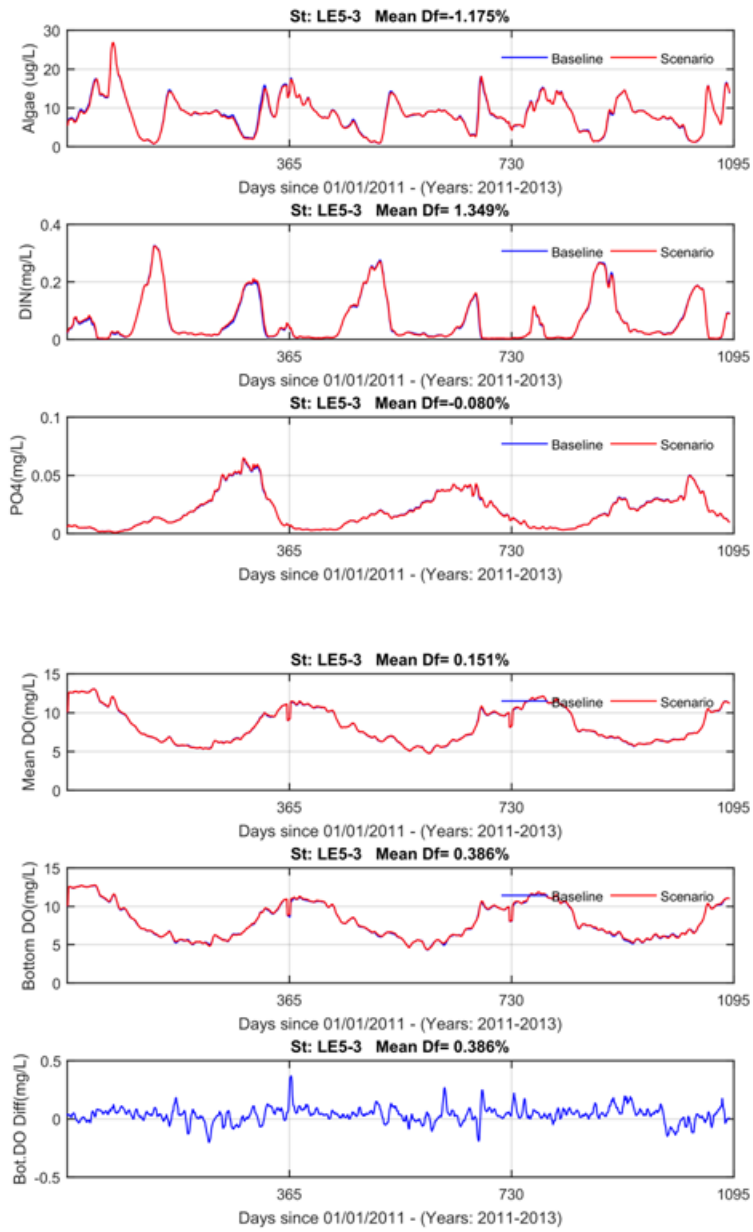 St: LE5-3 Mean Df=-1.175%
30
20
10
0
Algae (ug/L)
Baseline Scenario
365 730 1095
Days since 01/01/2011 - (Years: 2011-2013)
St: LE5-3 Mean Df= 1.349%
0.4
0.2
0
DIN(mg/L)
Baseline Scenario
365 730 1095
Days since 01/01/2011 - (Years: 2011-2013)
St: LE5-3 Mean Df=-0.080%
0.1
0.05
0
PO4(mg/L)
Baseline Scenario
365 730 1095
Days since 01/01/2011 - (Years: 2011-2013)
St: LE5-3 Mean Df= 0.151%
15
10
5
0
Mean DO(mg/L)
Baseline Scenario
365 730 1095
Days since 01/01/2011 - (Years: 2011-2013)
St: LE5-3 Mean Df= 0.386%
15
10
5
0
Bottom DO(mg/L)
Baseline Scenario
365 730 1095
Days since 01/01/2011 - (Years: 2011-2013)
St: LE5-3 Mean Df= 0.386%
0.5
0
-0.5
Bot.DO Diff(mg/L)
365 730 1095
Days since 01/01/2011 - (Years: 2011-2013)